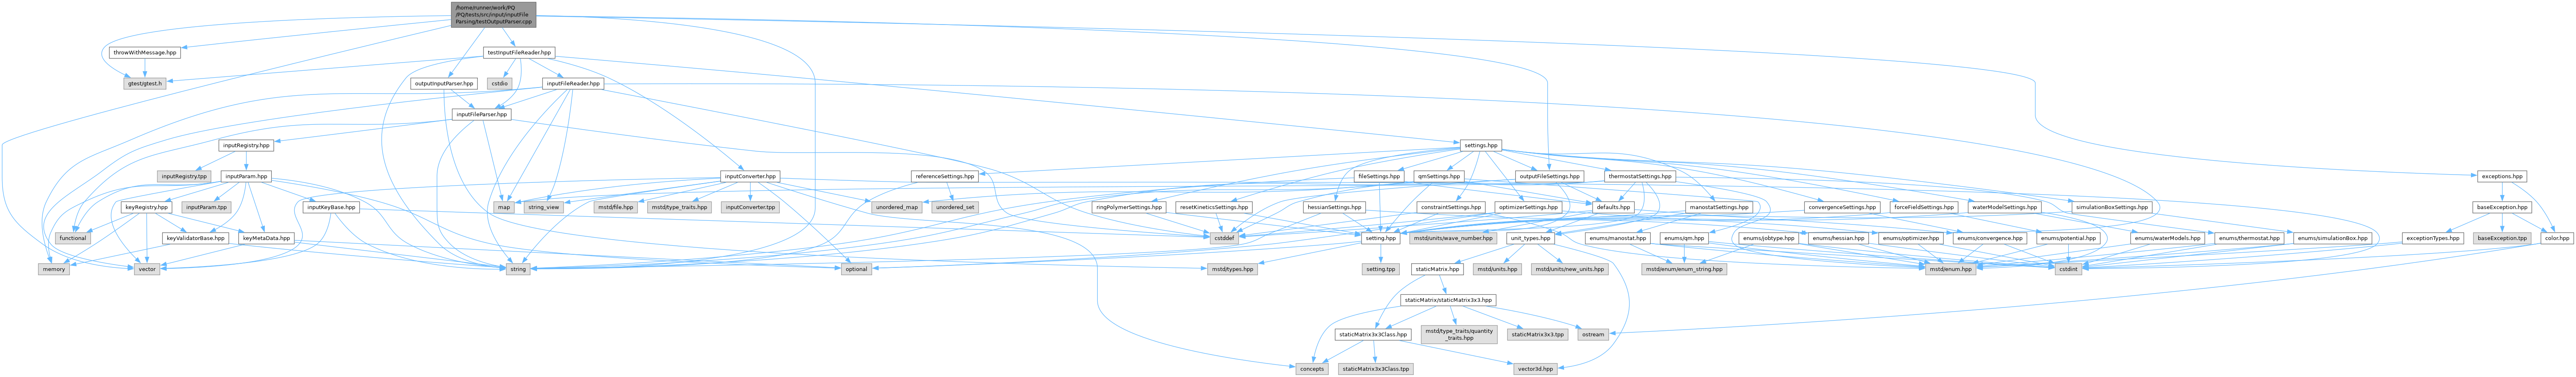 /home/runner/work/PQ
/PQ/tests/src/input/inputFile
Parsing/testOutputParser.cpp
throwWithMessage.hpp
testInputFileReader.hpp
gtest/gtest.h
outputInputParser.hpp
cstdio
inputFileReader.hpp
inputFileParser.hpp
inputRegistry.hpp
settings.hpp
inputRegistry.tpp
inputParam.hpp
inputConverter.hpp
referenceSettings.hpp
fileSettings.hpp
qmSettings.hpp
outputFileSettings.hpp
thermostatSettings.hpp
exceptions.hpp
keyRegistry.hpp
inputParam.tpp
inputKeyBase.hpp
map
string_view
mstd/file.hpp
mstd/type_traits.hpp
inputConverter.tpp
unordered_map
unordered_set
ringPolymerSettings.hpp
resetKineticsSettings.hpp
hessianSettings.hpp
constraintSettings.hpp
optimizerSettings.hpp
defaults.hpp
manostatSettings.hpp
convergenceSettings.hpp
forceFieldSettings.hpp
waterModelSettings.hpp
simulationBoxSettings.hpp
baseException.hpp
functional
keyValidatorBase.hpp
keyMetaData.hpp
cstddef
setting.hpp
mstd/units/wave_number.hpp
unit_types.hpp
enums/manostat.hpp
enums/qm.hpp
enums/jobtype.hpp
enums/hessian.hpp
enums/optimizer.hpp
enums/convergence.hpp
enums/potential.hpp
enums/waterModels.hpp
enums/thermostat.hpp
enums/simulationBox.hpp
exceptionTypes.hpp
baseException.tpp
color.hpp
memory
vector
string
optional
mstd/types.hpp
setting.tpp
staticMatrix.hpp
mstd/units.hpp
mstd/units/new_units.hpp
mstd/enum/enum_string.hpp
mstd/enum.hpp
cstdint
staticMatrix/staticMatrix3x3.hpp
staticMatrix3x3Class.hpp
mstd/type_traits/quantity
_traits.hpp
staticMatrix3x3.tpp
ostream
concepts
staticMatrix3x3Class.tpp
vector3d.hpp